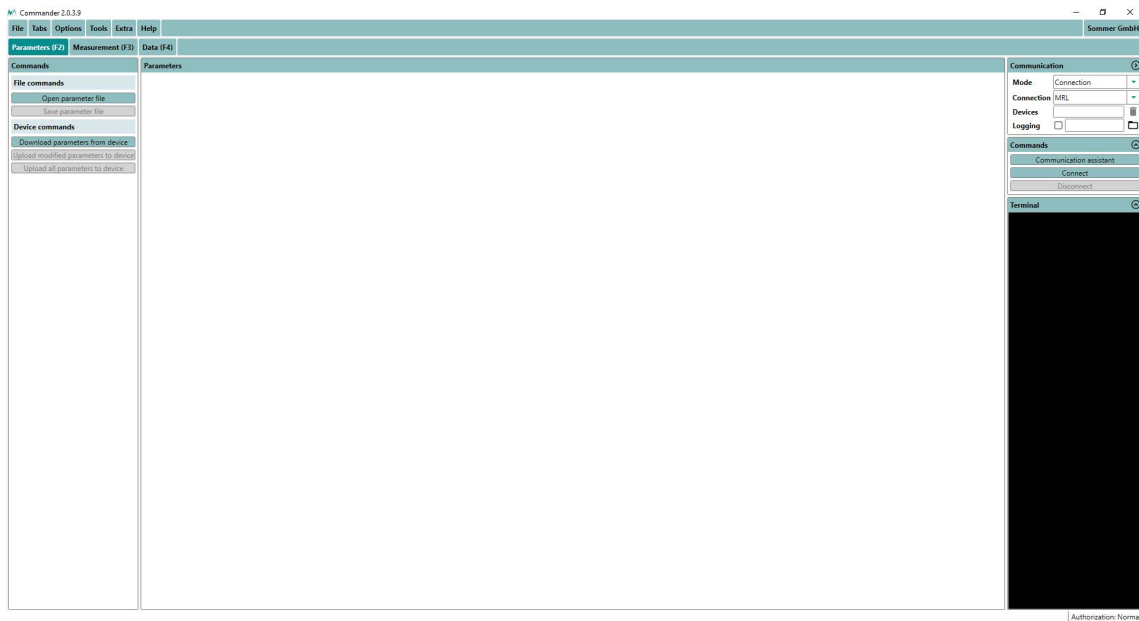 Commander 2.0.3.9
File Tabs Options Tools Extra Help Sommer GmbH
Parameters (F2) Measurement (F3) Data (F4)
Commands
File commands
Open parameter file
Save parameter file
Device commands
Download parameters from device
Upload modified parameters to device
Upload all parameters to device
Parameters
Communication
Mode Connection
Connection MRL
Devices
Logging
Commands
Communication assistant
Connect
Disconnect
Terminal
Authorization: Norma